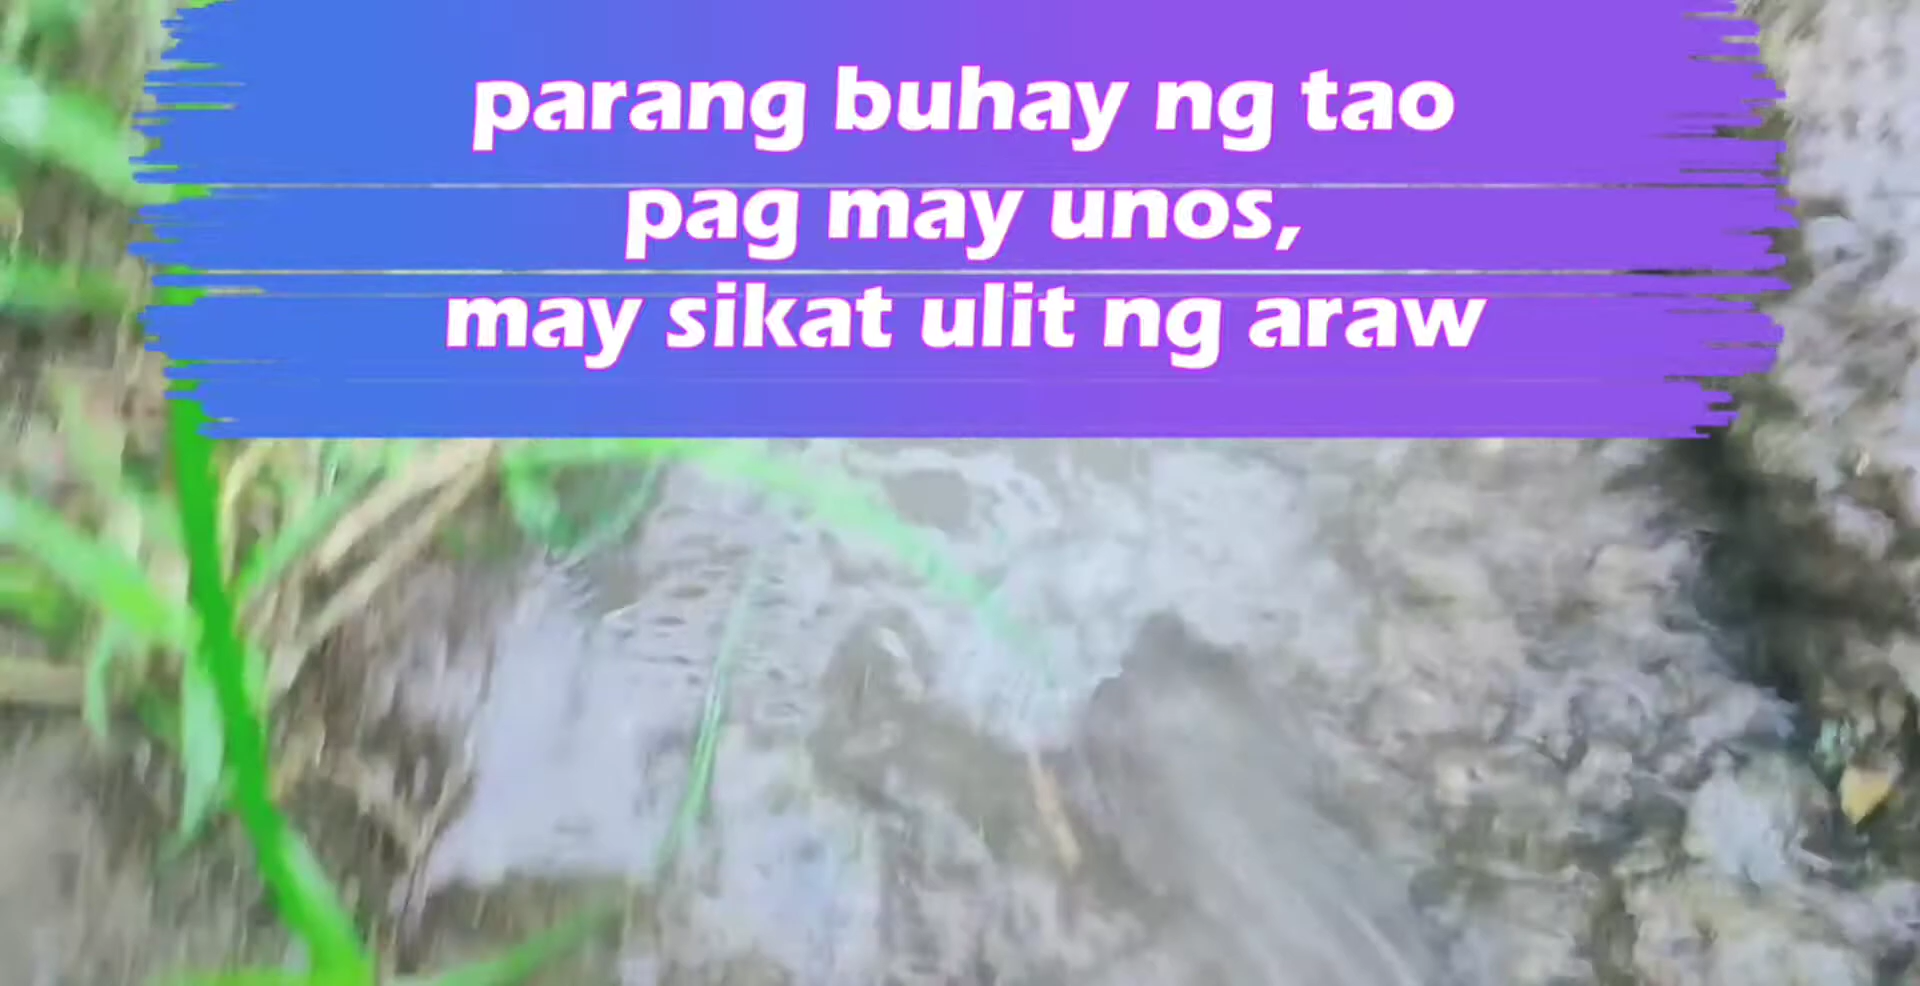 parang buhay ng tao
pag may unos,
may sikat ulit ng araw